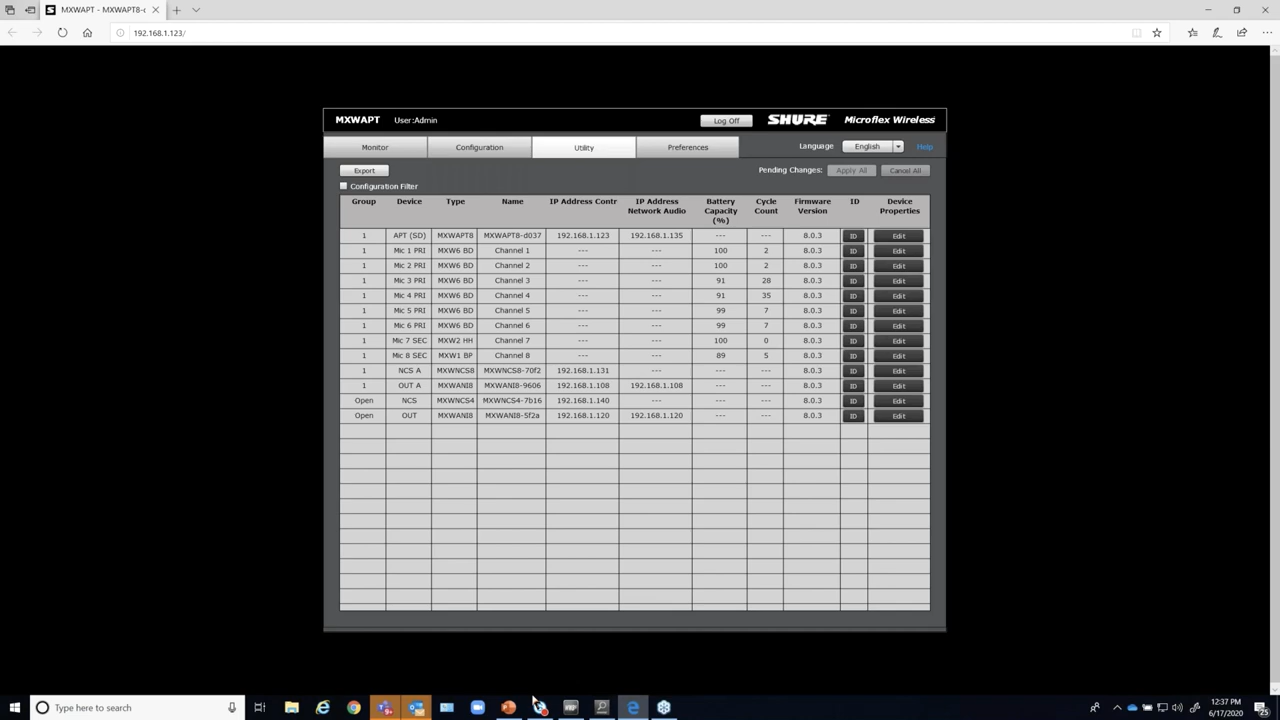 MXWAPT - MXWAPT8-d
192.168.1.123/
MXWAPT User:Admin Log Off SHURE Microflex Wireless
Monitor Configuration Utility Preferences Language English Help
Export Pending Changes: Apply All Cancel All
Configuration Filter
Group Device Type Name IP Address Contr IP Address Network Audio Battery Capacity (%) Cycle Count Firmware Version ID Device Properties
1 APT (SD) MXWAPT8 MXWAPT8-d037 192.168.1.123 192.168.1.135 --- --- 8.0.3 ID Edit
1 Mic 1 PRI MXW6 BD Channel 1 --- --- 100 2 8.0.3 ID Edit
1 Mic 2 PRI MXW6 BD Channel 2 --- --- 100 2 8.0.3 ID Edit
1 Mic 3 PRI MXW6 BD Channel 3 --- --- 91 28 8.0.3 ID Edit
1 Mic 4 PRI MXW6 BD Channel 4 --- --- 91 35 8.0.3 ID Edit
1 Mic 5 PRI MXW6 BD Channel 5 --- --- 99 7 8.0.3 ID Edit
1 Mic 6 PRI MXW6 BD Channel 6 --- --- 99 7 8.0.3 ID Edit
1 Mic 7 SEC MXW2 HH Channel 7 --- --- 100 0 8.0.3 ID Edit
1 Mic 8 SEC MXW1 BP Channel 8 --- --- 89 5 8.0.3 ID Edit
1 NCS A MXWNCS8 MXWNCS8-70f2 192.168.1.131 --- --- --- 8.0.3 ID Edit
1 OUT A MXWANI8 MXWANI8-9606 192.168.1.108 192.168.1.108 --- --- 8.0.3 ID Edit
Open NCS MXWNCS4 MXWNCS4-7b16 192.168.1.140 --- --- --- 8.0.3 ID Edit
Open OUT MXWANI8 MXWANI8-5f2a 192.168.1.120 192.168.1.120 --- --- 8.0.3 ID Edit
Type here to search
12:37 PM
6/17/2020
25